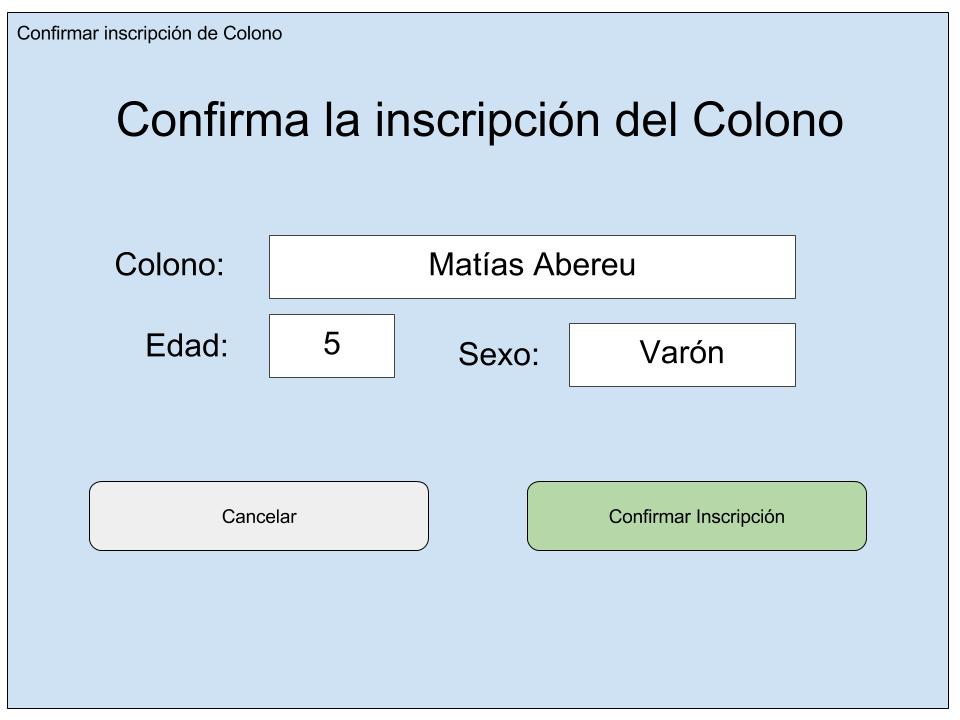 Confirmar inscripción de Colono
Confirma la inscripción del Colono
Colono: Matías Abereu
Edad: 5 Sexo: Varón
Cancelar Confirmar Inscripción